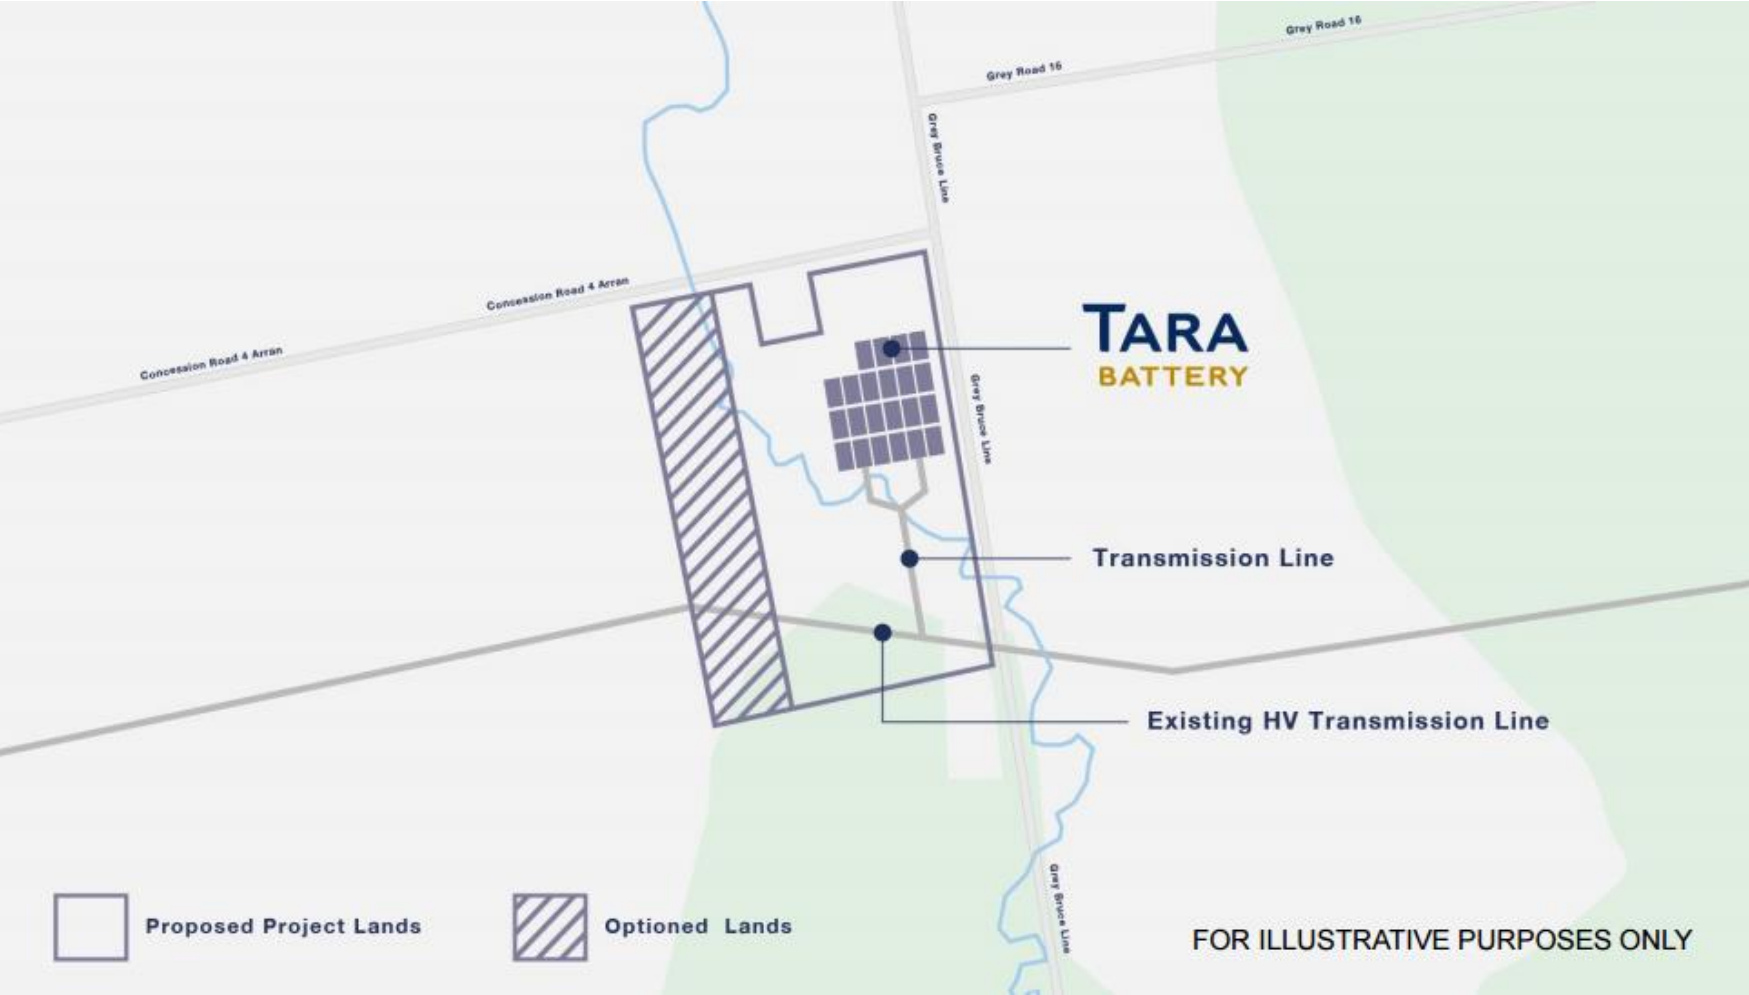 Grey Road 16
Grey Road 16
Grey Bruce Line
Concession Road 4 Arran
Concession Road 4 Arran
TARA
BATTERY
Grey Bruce Line
Transmission Line
Existing HV Transmission Line
Grey Bruce Line
Proposed Project Lands
Optioned Lands
FOR ILLUSTRATIVE PURPOSES ONLY